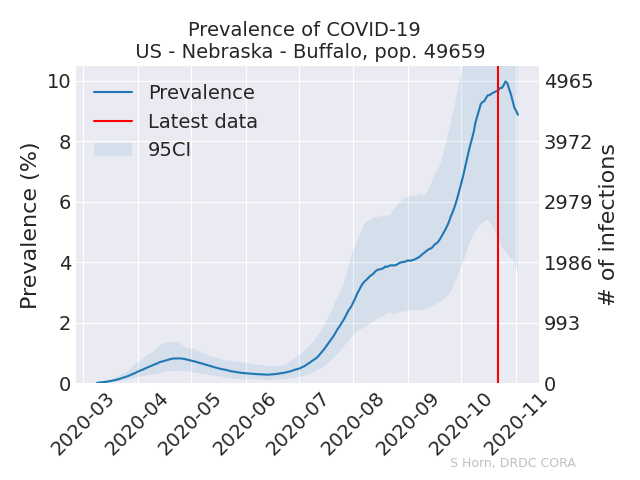 Prevalence of COVID-19
US - Nebraska - Buffalo, pop. 49659
Prevalence
Latest data
95CI
Prevalence (%)
10
8
6
4
2
0
4965
3972
2979
1986
993
0
# of infections
2020-03
2020-04
2020-05
2020-06
2020-07
2020-08
2020-09
2020-10
2020-11
S Horn, DRDC CORA